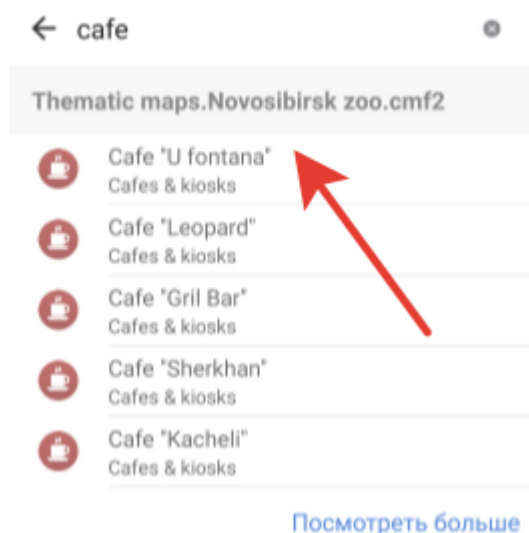 cafe
Thematic maps.Novosibirsk zoo.cmf2
Cafe "U fontana"
Cafes & kiosks
Cafe "Leopard"
Cafes & kiosks
Cafe "Gril Bar"
Cafes & kiosks
Cafe "Sherkhan"
Cafes & kiosks
Cafe "Kacheli"
Cafes & kiosks
Посмотреть больше